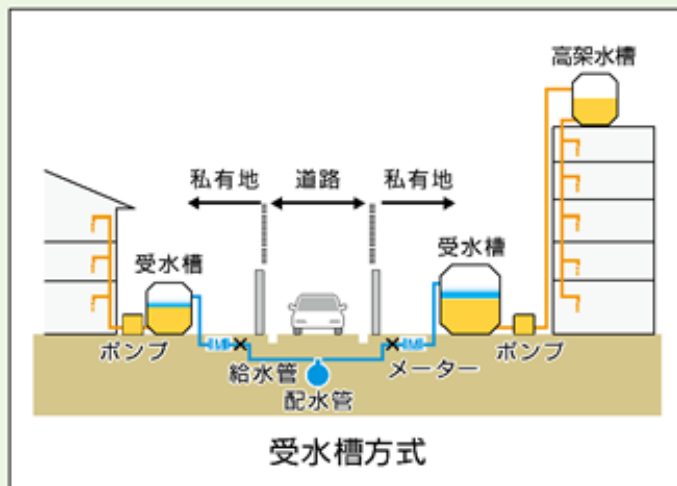 高架水槽
私有地 道路 私有地
受水槽 受水槽
ポンプ 給水管 メーター ポンプ
配水管
受水槽方式